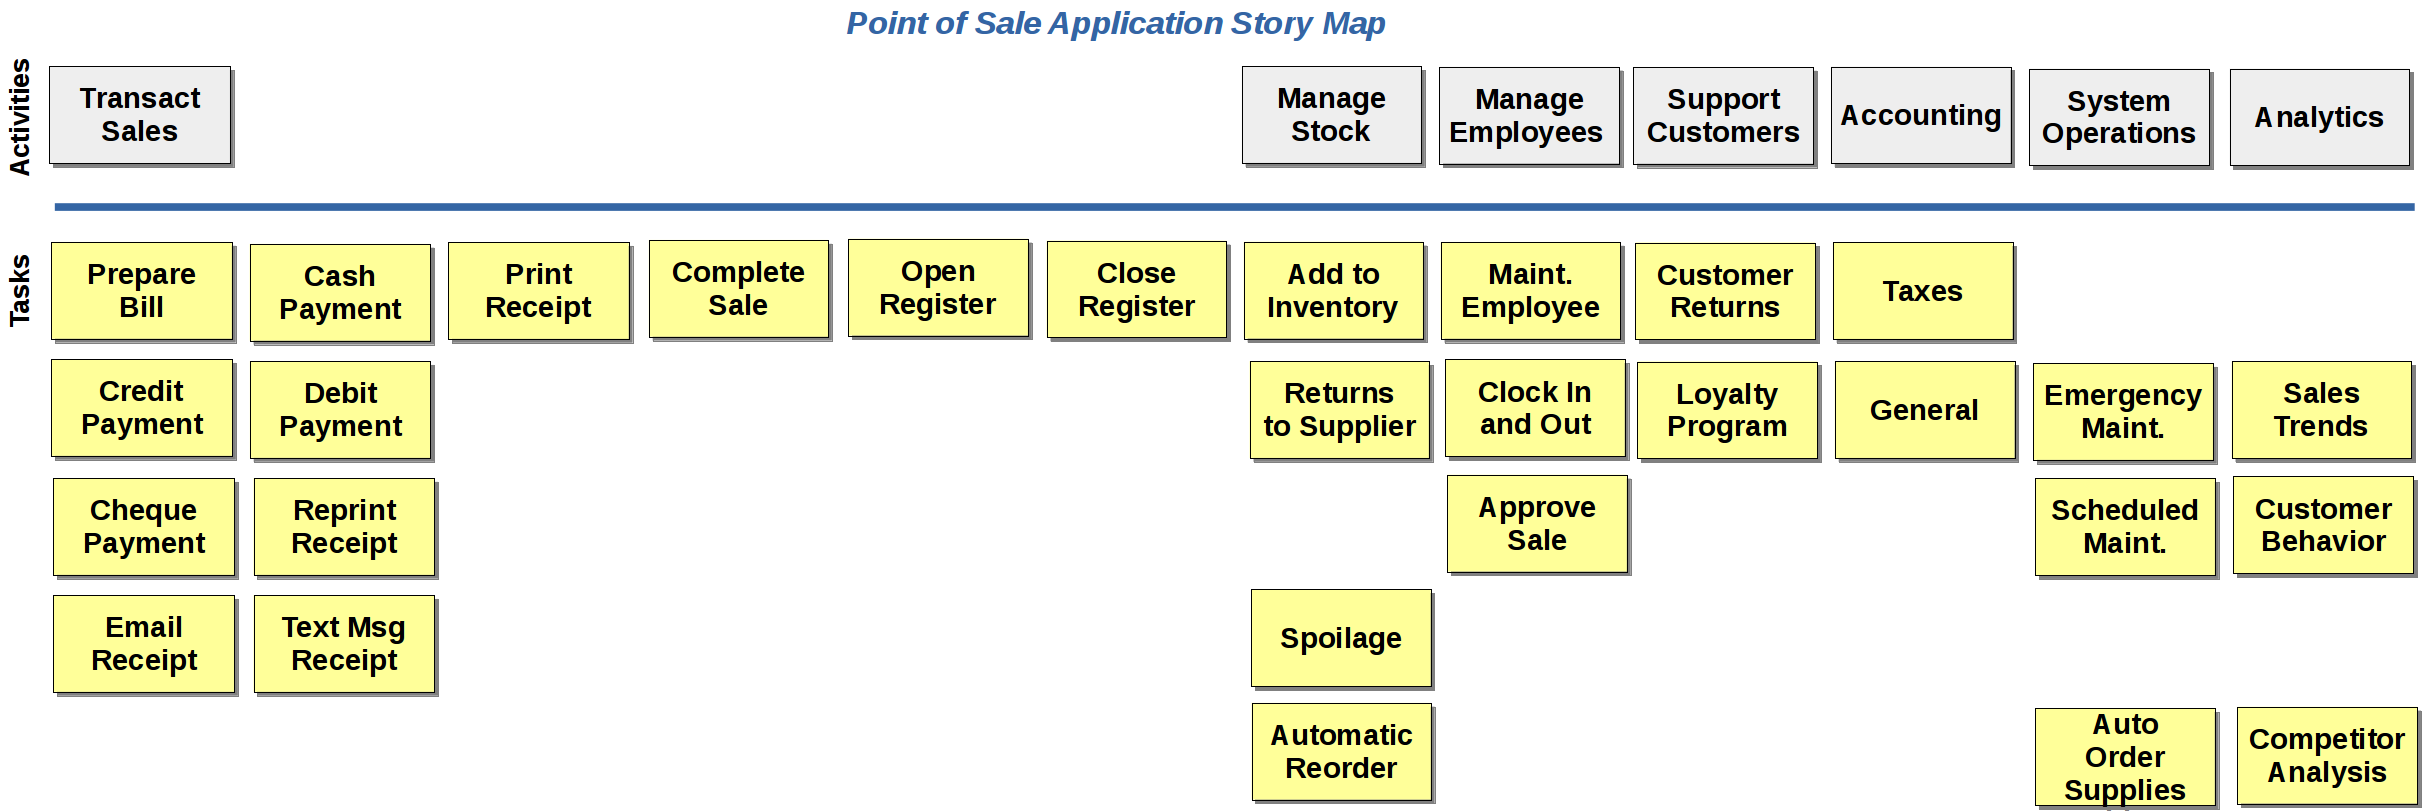 Point of Sale Application Story Map
Activities
Transact
Sales
Manage
Stock
Manage
Employees
Support
Customers
Accounting
System
Operations
Analytics
Tasks
Prepare
Bill
Cash
Payment
Print
Receipt
Complete
Sale
Open
Register
Close
Register
Add to
Inventory
Maint.
Employee
Customer
Returns
Taxes
Credit
Payment
Debit
Payment
Returns
to Supplier
Clock In
and Out
Loyalty
Program
General
Emergency
Maint.
Sales
Trends
Cheque
Payment
Reprint
Receipt
Approve
Sale
Scheduled
Maint.
Customer
Behavior
Email
Receipt
Text Msg
Receipt
Spoilage
Automatic
Reorder
Auto
Order
Supplies
Competitor
Analysis